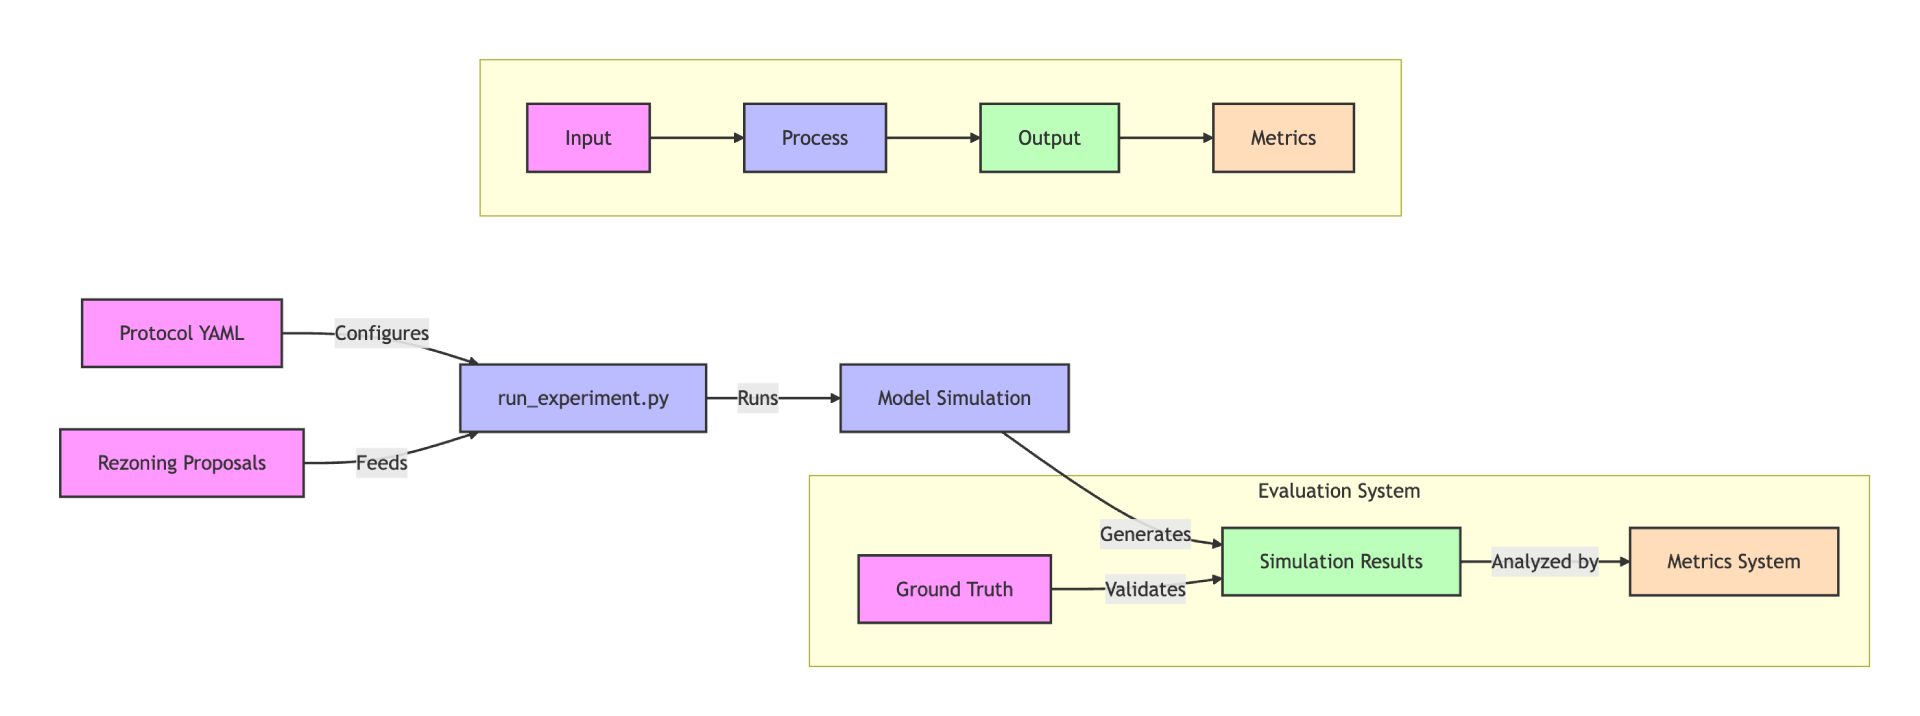 Input
Process
Output
Metrics
Protocol YAML
Configures
run_experiment.py
Runs
Model Simulation
Rezoning Proposals
Feeds
Evaluation System
Generates
Simulation Results
Analyzed by
Metrics System
Ground Truth
Validates